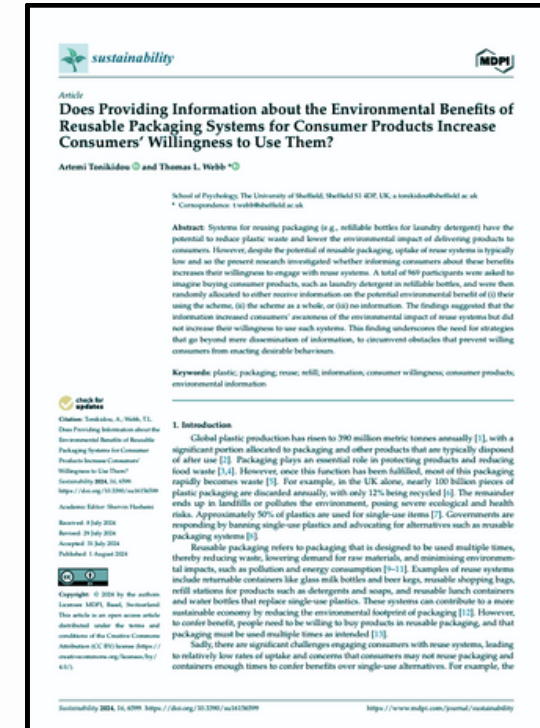 sustainability
MDPI
Article
Does Providing Information about the Environmental Benefits of
Reusable Packaging Systems for Consumer Products Increase
Consumers' Willingness to Use Them?
Artemi Tonikidou and Thomas L. Webb *
School of Psychology, The University of Sheffield, Sheffield S1 4DP, UK; a.tonikidou@sheffield.ac.uk
* Correspondence: t.webb@sheffield.ac.uk
Abstract: Systems for reusing packaging (e.g., refillable bottles for laundry detergent) have the
potential to reduce plastic waste and lower the environmental impact of delivering products to
consumers. However, despite the potential of reusable packaging, uptake of reuse systems is typically
low and so the present research investigated whether informing consumers about these benefits
increases their willingness to engage with reuse systems. A total of 969 participants were asked to
imagine buying consumer products, such as laundry detergent in refillable bottles, and were then
randomly allocated to either receive information on the potential environmental benefit of (i) their
using the scheme, (ii) the scheme as a whole, or (iii) no information. The findings suggested that the
information increased consumers' awareness of the environmental impact of reuse systems but did
not increase their willingness to use such systems. This finding underscores the need for strategies
that go beyond mere dissemination of information, to circumvent obstacles that prevent willing
consumers from enacting desirable behaviours.
Keywords: plastic; packaging; reuse; refill; information; consumer willingness; consumer products;
environmental information
check for
updates
Citation: Tonikidou, A.; Webb, T.L.
Does Providing Information about the
Environmental Benefits of Reusable
Packaging Systems for Consumer
Products Increase Consumers'
Willingness to Use Them?
Sustainability 2024, 16, 6599.
https://doi.org/10.3390/su16156599
Academic Editor: Shervin Hashemi
Received: 8 July 2024
Revised: 29 July 2024
Accepted: 31 July 2024
Published: 1 August 2024
Copyright: © 2024 by the authors.
Licensee MDPI, Basel, Switzerland.
This article is an open access article
distributed under the terms and
conditions of the Creative Commons
Attribution (CC BY) license (https://
creativecommons.org/licenses/by/
4.0/).
1. Introduction
Global plastic production has risen to 390 million metric tonnes annually [1], with a
significant portion allocated to packaging and other products that are typically disposed
of after use [2]. Packaging plays an essential role in protecting products and reducing
food waste [3,4]. However, once this function has been fulfilled, most of this packaging
rapidly becomes waste [5]. For example, in the UK alone, nearly 100 billion pieces of
plastic packaging are discarded annually, with only 12% being recycled [6]. The remainder
ends up in landfills or pollutes the environment, posing severe ecological and health
risks. Approximately 50% of plastics are used for single-use items [7]. Governments are
responding by banning single-use plastics and advocating for alternatives such as reusable
packaging systems [8].
Reusable packaging refers to packaging that is designed to be used multiple times,
thereby reducing waste, lowering demand for raw materials, and minimising environmen-
tal impacts, such as pollution and energy consumption [9–11]. Examples of reuse systems
include returnable containers like glass milk bottles and beer kegs, reusable shopping bags,
refill stations for products such as detergents and soaps, and reusable lunch containers
and water bottles that replace single-use plastics. These systems can contribute to a more
sustainable economy by reducing the environmental footprint of packaging [12]. However,
to confer benefit, people need to be willing to buy products in reusable packaging, and that
packaging must be used multiple times as intended [13].
Sadly, there are significant challenges engaging consumers with reuse systems, leading
to relatively low rates of uptake and concerns that consumers may not reuse packaging and
containers enough times to confer benefits over single-use alternatives. For example, the
Sustainability 2024, 16, 6599. https://doi.org/10.3390/su16156599
https://www.mdpi.com/journal/sustainability